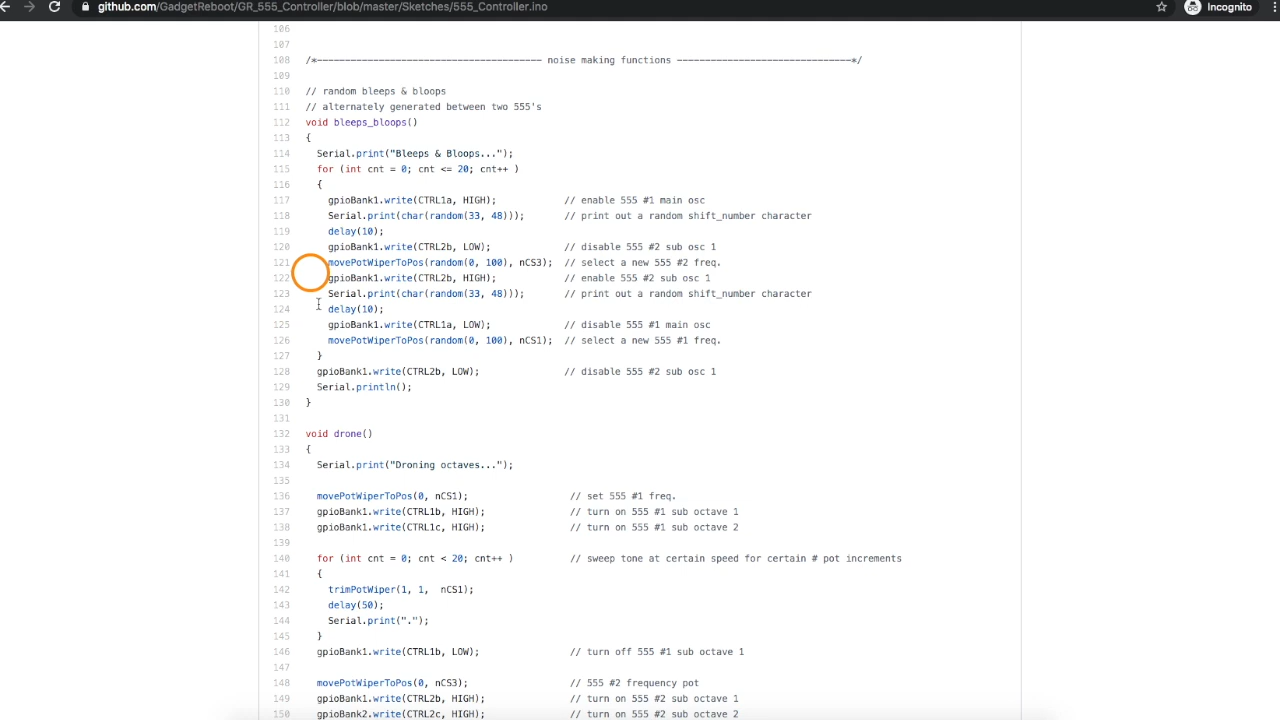 github.com/GadgetReboot/GR_555_Controller/blob/master/Sketches/555_Controller.ino
Incognito
106
107
108 /*---------------------------------------- noise making functions -------------------------------*/
109
110 // random bleeps & bloops
111 // alternately generated between two 555's
112 void bleeps_bloops()
113 {
114 Serial.print("Bleeps & Bloops...");
115 for (int cnt = 0; cnt <= 20; cnt++ )
116 {
117 gpioBank1.write(CTRL1a, HIGH); // enable 555 #1 main osc
118 Serial.print(char(random(33, 48))); // print out a random shift_number character
119 delay(10);
120 gpioBank1.write(CTRL2b, LOW); // disable 555 #2 sub osc 1
121 movePotWiperToPos(random(0, 100), nCS3); // select a new 555 #2 freq.
122 gpioBank1.write(CTRL2b, HIGH); // enable 555 #2 sub osc 1
123 Serial.print(char(random(33, 48))); // print out a random shift_number character
124 delay(10);
125 gpioBank1.write(CTRL1a, LOW); // disable 555 #1 main osc
126 movePotWiperToPos(random(0, 100), nCS1); // select a new 555 #1 freq.
127 }
128 gpioBank1.write(CTRL2b, LOW); // disable 555 #2 sub osc 1
129 Serial.println();
130 }
131
132 void drone()
133 {
134 Serial.print("Droning octaves...");
135
136 movePotWiperToPos(0, nCS1); // set 555 #1 freq.
137 gpioBank1.write(CTRL1b, HIGH); // turn on 555 #1 sub octave 1
138 gpioBank1.write(CTRL1c, HIGH); // turn on 555 #1 sub octave 2
139
140 for (int cnt = 0; cnt < 20; cnt++ ) // sweep tone at certain speed for certain # pot increments
141 {
142 trimPotWiper(1, 1, nCS1);
143 delay(50);
144 Serial.print(".");
145 }
146 gpioBank1.write(CTRL1b, LOW); // turn off 555 #1 sub octave 1
147
148 movePotWiperToPos(0, nCS3); // 555 #2 frequency pot
149 gpioBank1.write(CTRL2b, HIGH); // turn on 555 #2 sub octave 1
150 gpioBank2.write(CTRL2c, HIGH); // turn on 555 #2 sub octave 2